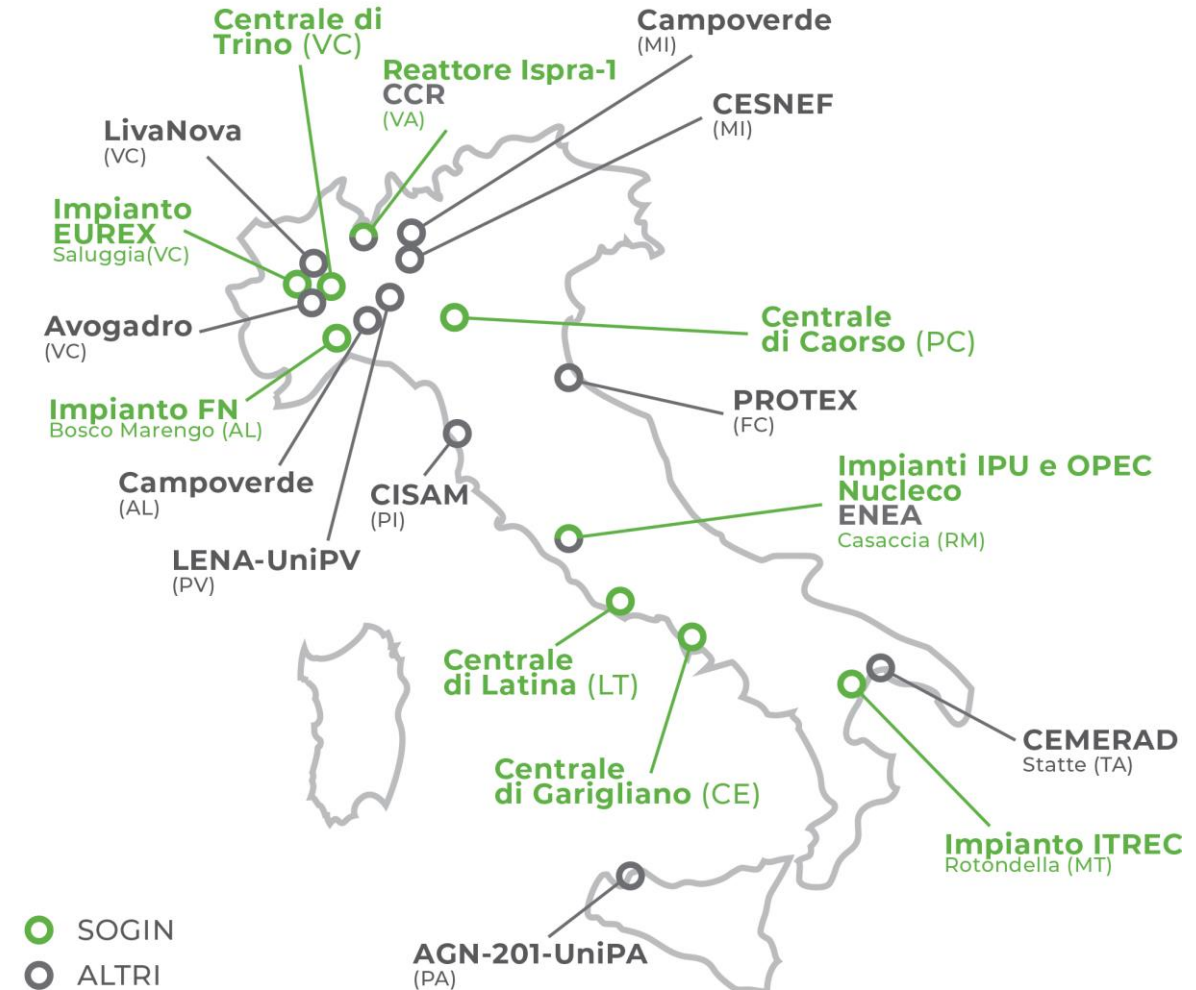 Centrale di
Trino (VC)
Campoverde
(MI)
Reattore Ispra-1
CCR
(VA)
CESNEF
(MI)
LivaNova
(VC)
Impianto
EUREX
Saluggia(VC)
Avogadro
(VC)
Centrale
di Caorso (PC)
Impianto FN
Bosco Marengo (AL)
PROTEX
(FC)
Campoverde
(AL)
CISAM
(PI)
Impianti IPU e OPEC
Nucleco
ENEA
Casaccia (RM)
LENA-UniPV
(PV)
Centrale
di Latina (LT)
CEMERAD
Statte (TA)
Centrale
di Garigliano (CE)
Impianto ITREC
Rotondella (MT)
AGN-201-UniPA
(PA)
SOGIN
ALTRI